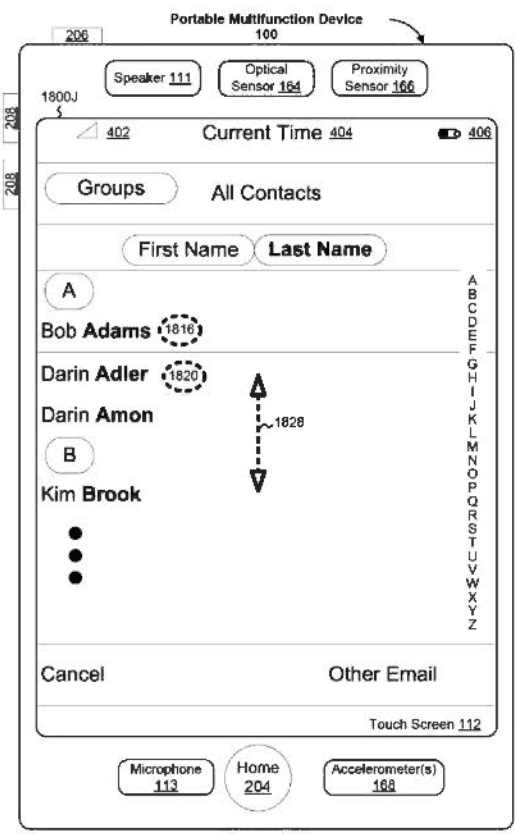 Portable Multifunction Device
206
100
Speaker 111
Optical
Sensor 164
Proximity
Sensor 166
1800J
208
402
Current Time 404
406
208
Groups
All Contacts
First Name
Last Name
A
Bob Adams 1816
Darin Adler 1820
Darin Amon
1828
B
Kim Brook
A
B
C
D
E
F
G
H
I
J
K
L
M
N
O
P
Q
R
S
T
U
V
W
X
Y
Z
Cancel
Other Email
Touch Screen 112
Microphone
113
Home
204
Accelerometer(s)
168